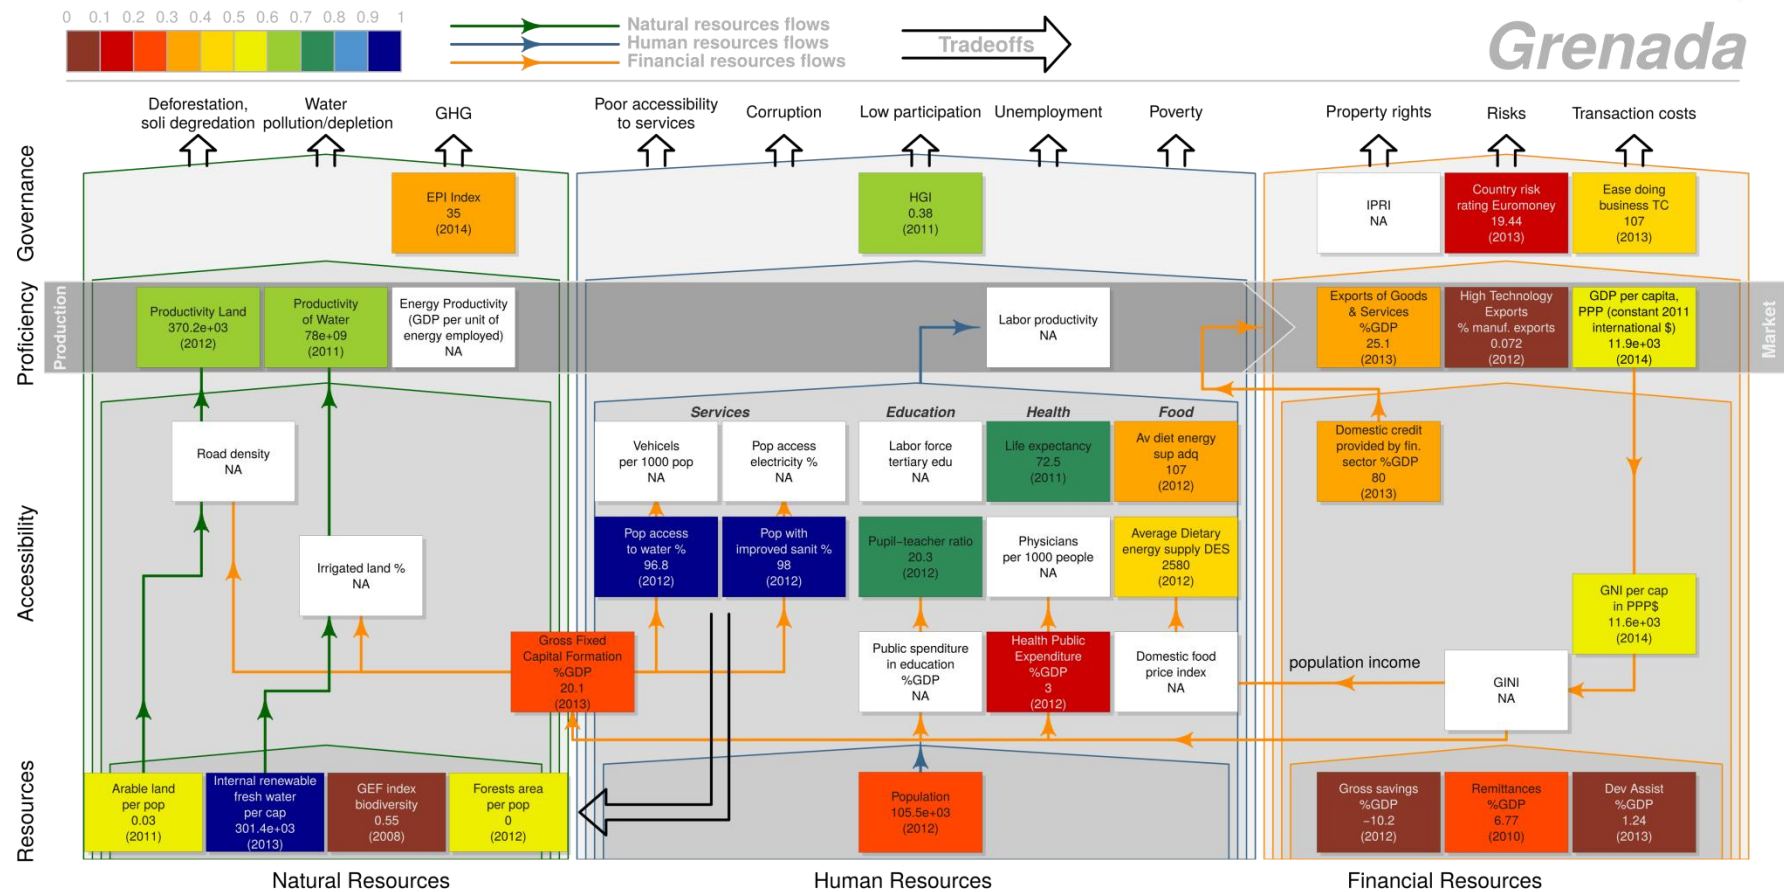 0 0.1 0.2 0.3 0.4 0.5 0.6 0.7 0.8 0.9 1
Natural resources flows
Human resources flows
Financial resources flows
Tradeoffs
Grenada
Deforestation,
soli degredation
Water
pollution/depletion
GHG
Poor accessibility
to services
Corruption
Low participation
Unemployment
Poverty
Property rights
Risks
Transaction costs
Governance
EPI Index
35
(2014)
HGI
0.38
(2011)
IPRI
NA
Country risk
rating Euromoney
19.44
(2013)
Ease doing
business TC
107
(2013)
Proficiency
Production
Productivity Land
370.2e+03
(2012)
Productivity
of Water
78e+09
(2011)
Energy Productivity
(GDP per unit of
energy employed)
NA
Labor productivity
NA
Exports of Goods
& Services
%GDP
25.1
(2013)
High Technology
Exports
% manuf. exports
0.072
(2012)
GDP per capita,
PPP (constant 2011
international $)
11.9e+03
(2014)
Market
Accessibility
Services
Education
Health
Food
Road density
NA
Vehicels
per 1000 pop
NA
Pop access
electricity %
NA
Labor force
tertiary edu
NA
Life expectancy
72.5
(2011)
Av diet energy
sup adq
107
(2012)
Domestic credit
provided by fin.
sector %GDP
80
(2013)
Irrigated land %
NA
Pop access
to water %
96.8
(2012)
Pop with
improved sanit %
98
(2012)
Pupil−teacher ratio
20.3
(2012)
Physicians
per 1000 people
NA
Average Dietary
energy supply DES
2580
(2012)
GNI per cap
in PPP$
11.6e+03
(2014)
Gross Fixed
Capital Formation
%GDP
20.1
(2013)
Public spenditure
in education
%GDP
NA
Health Public
Expenditure
%GDP
3
(2012)
Domestic food
price index
NA
population income
GINI
NA
Resources
Arable land
per pop
0.03
(2011)
Internal renewable
fresh water
per cap
301.4e+03
(2013)
GEF index
biodiversity
0.55
(2008)
Forests area
per pop
0
(2012)
Population
105.5e+03
(2012)
Gross savings
%GDP
−10.2
(2012)
Remittances
%GDP
6.77
(2010)
Dev Assist
%GDP
1.24
(2013)
Natural Resources
Human Resources
Financial Resources